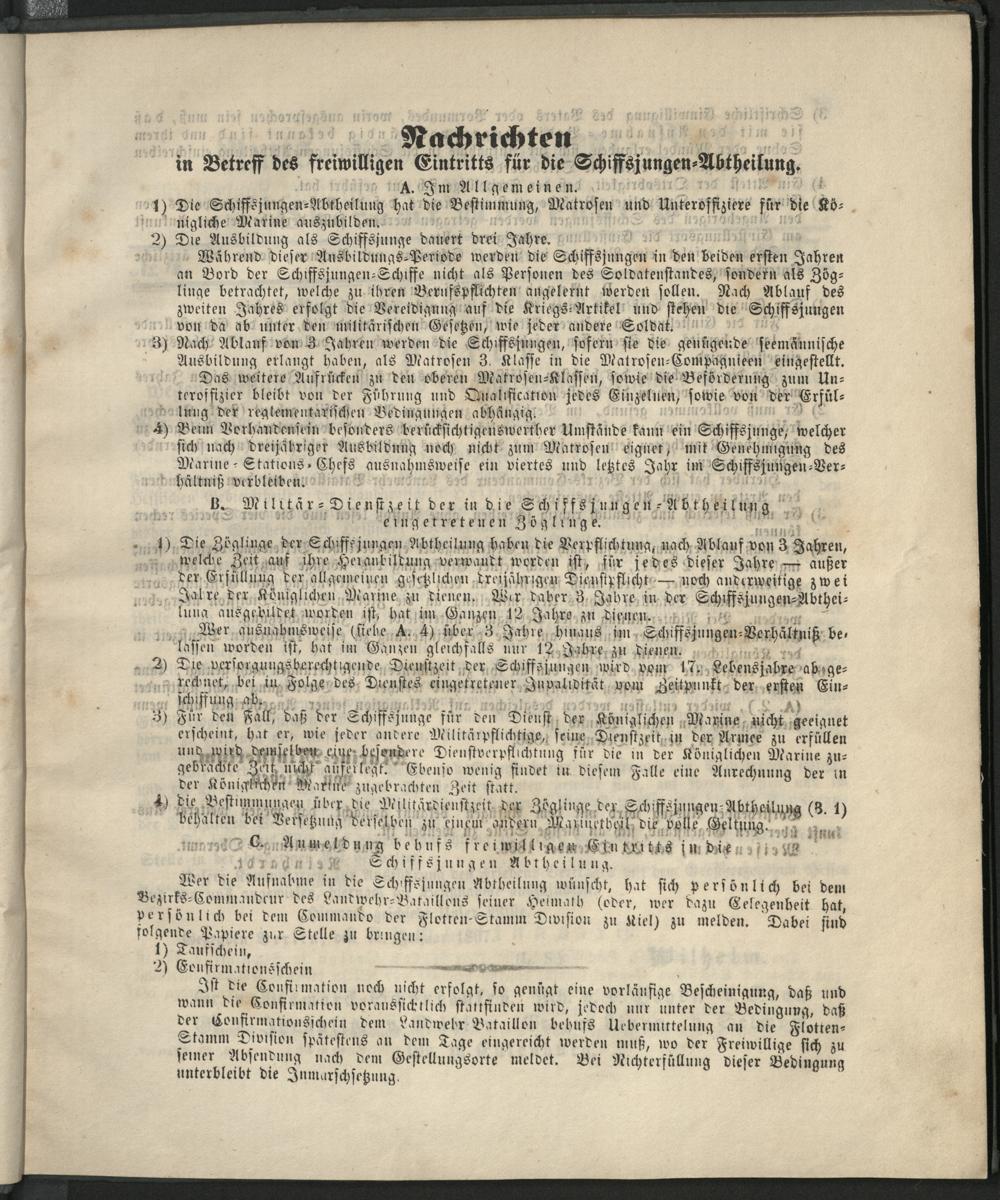 Nachrichten
in Betreff des freiwilligen Eintritts für die Schiffsjungen-Abtheilung.
A. Im Allgemeinen.
1) Die Schiffsjungen-Abtheilung hat die Bestimmung, Matrosen und Unteroffiziere für die Kö-
nigliche Marine auszubilden.
2) Die Ausbildung als Schiffsjunge dauert drei Jahre.
Während dieser Ausbildungs-Periode werden die Schiffsjungen in den beiden ersten Jahren
an Bord der Schiffsjungen-Schiffe nicht als Personen des Soldatenstandes, sondern als Zög-
linge betrachtet, welche zu ihren Berufspflichten angelernt werden sollen. Nach Ablauf des
zweiten Jahres erfolgt die Vereidigung auf die Kriegs-Artikel und stehen die Schiffsjungen
von da ab unter den militärischen Gesetzen, wie jeder andere Soldat.
3) Nach Ablauf von 3 Jahren werden die Schiffsjungen, sofern sie die genügende seemännische
Ausbildung erlangt haben, als Matrosen 3. Klasse in die Matrosen-Compagnieen eingestellt.
Das weitere Aufrücken zu den oberen Matrosen-Klassen, sowie die Beförderung zum Un-
teroffizier bleibt von der Führung und Qualification jedes Einzelnen, sowie von der Erfül-
lung der reglementarischen Bedingungen abhängig.
4) Beim Vorhandensein besonders berücksichtigenswerther Umstände kann ein Schiffsjunge, welcher
sich nach dreijähriger Ausbildung noch nicht zum Matrosen eignet, mit Genehmigung des
Marine-Stations-Chefs ausnahmsweise ein viertes und letztes Jahr im Schiffsjungen-Ver-
hältniß verbleiben.
B. Militär-Dienstzeit der in die Schiffsjungen-Abtheilung
eingetretenen Zöglinge.
1) Die Zöglinge der Schiffsjungen Abtheilung haben die Verpflichtung, nach Ablauf von 3 Jahren,
welche Zeit auf ihre Heranbildung verwandt worden ist, für jedes dieser Jahre — außer
der Erfüllung der allgemeinen gesetzlichen dreijährigen Dienstpflicht — noch anderweitige zwei
Jahre der Königlichen Marine zu dienen. Wer daher 3 Jahre in der Schiffsjungen-Abthei-
lung ausgebildet worden ist, hat im Ganzen 12 Jahre zu dienen.
Wer ausnahmsweise (siehe A. 4) über 3 Jahre hinaus im Schiffsjungen-Verhältniß be-
lassen worden ist, hat im Ganzen gleichfalls nur 12 Jahre zu dienen.
2) Die versorgungsberechtigende Dienstzeit der Schiffsjungen wird vom 17. Lebensjahre ab ge-
rechnet, bei in Folge des Dienstes eingetretener Invalidität vom Zeitpunkt der ersten Ein-
schiffung ab.
3) Für den Fall, daß der Schiffsjunge für den Dienst der Königlichen Marine nicht geeignet
erscheint, hat er, wie jeder andere Militärpflichtige, seine Dienstzeit in der Armee zu erfüllen
und wird demselben eine besondere Dienstverpflichtung für die in der Königlichen Marine zu-
gebrachte Zeit nicht auferlegt. Ebenso wenig findet in diesem Falle eine Anrechnung der in
der Königlichen Marine zugebrachten Zeit statt.
4) die Bestimmungen über die Militärdienstzeit der Zöglinge der Schiffsjungen-Abtheilung (B. 1)
behalten bei Versetzung derselben zu einem andern Marinetheil die volle Geltung.
C. Anmeldung behufs freiwilligen Eintritts in die
Schiffsjungen Abtheilung.
Wer die Aufnahme in die Schiffsjungen Abtheilung wünscht, hat sich persönlich bei dem
Bezirks-Commandeur des Landwehr-Bataillons seiner Heimath (oder, wer dazu Gelegenheit hat,
persönlich bei dem Commando der Flotten-Stamm Division zu Kiel) zu melden. Dabei sind
folgende Papiere zur Stelle zu bringen:
1) Taufschein,
2) Confirmationsschein
Ist die Confirmation noch nicht erfolgt, so genügt eine vorläufige Bescheinigung, daß und
wann die Confirmation voraussichtlich stattfinden wird, jedoch nur unter der Bedingung, daß
der Confirmationsschein dem Landwehr Bataillon behufs Uebermittelung an die Flotten-
Stamm Division spätestens an dem Tage eingereicht werden muß, wo der Freiwillige sich zu
seiner Absendung nach dem Gestellungsorte meldet. Bei Nichterfüllung dieser Bedingung
unterbleibt die Inmarschsetzung.